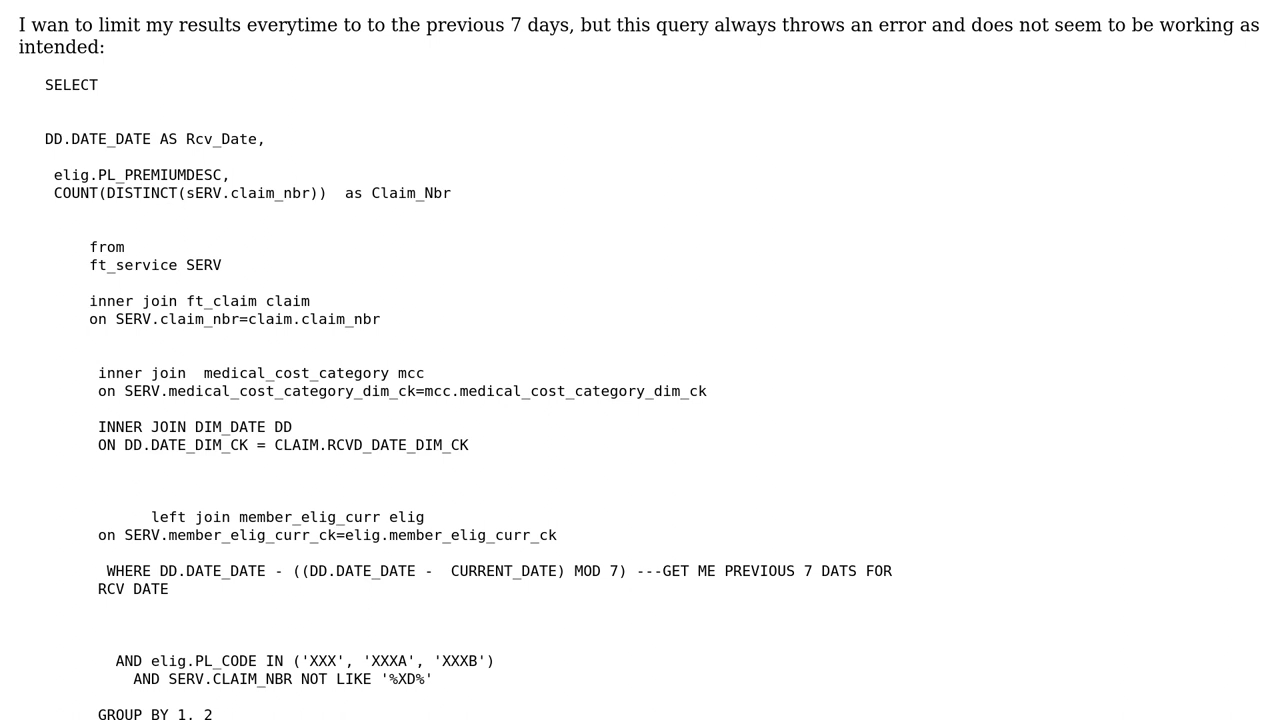 I wan to limit my results everytime to to the previous 7 days, but this query always throws an error and does not seem to be working as
intended:
SELECT
DD.DATE_DATE AS Rcv_Date,
elig.PL_PREMIUMDESC,
COUNT(DISTINCT(sERV.claim_nbr))  as Claim_Nbr
from
ft_service SERV
inner join ft_claim claim
on SERV.claim_nbr=claim.claim_nbr
inner join  medical_cost_category mcc
on SERV.medical_cost_category_dim_ck=mcc.medical_cost_category_dim_ck
INNER JOIN DIM_DATE DD
ON DD.DATE_DIM_CK = CLAIM.RCVD_DATE_DIM_CK
left join member_elig_curr elig
on SERV.member_elig_curr_ck=elig.member_elig_curr_ck
WHERE DD.DATE_DATE - ((DD.DATE_DATE -  CURRENT_DATE) MOD 7) ---GET ME PREVIOUS 7 DATS FOR
RCV DATE
AND elig.PL_CODE IN ('XXX', 'XXXA', 'XXXB')
AND SERV.CLAIM_NBR NOT LIKE '%XD%'
GROUP BY 1, 2